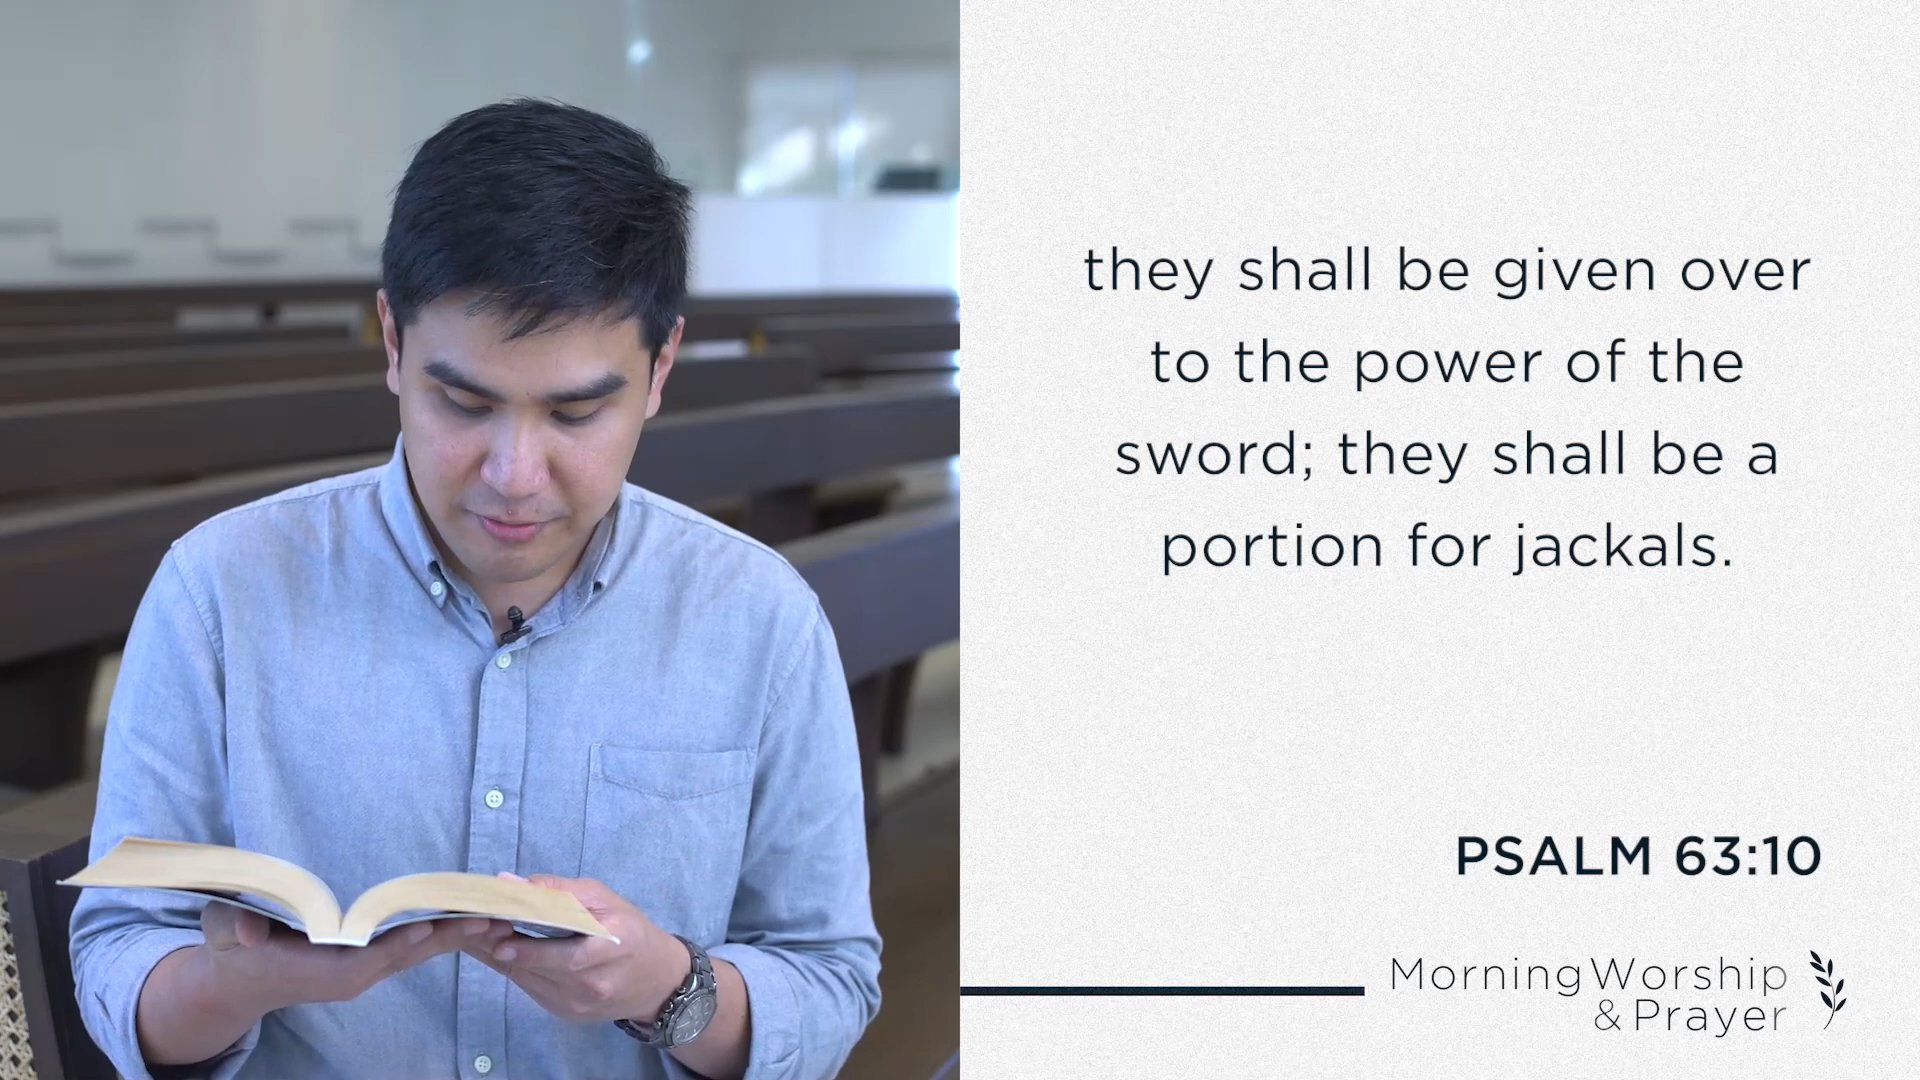 they shall be given over
to the power of the
sword; they shall be a
portion for jackals.
PSALM 63:10
Morning Worship
& Prayer